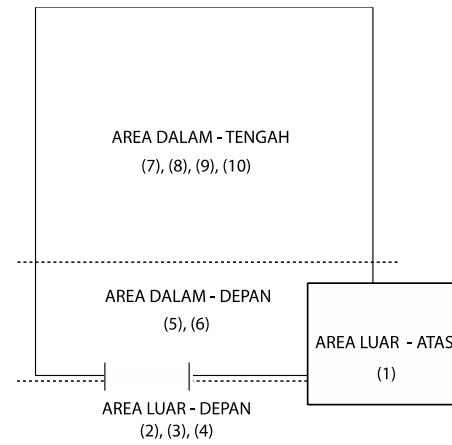 AREA DALAM - TENGAH
(7), (8), (9), (10)
AREA DALAM - DEPAN
(5), (6)
AREA LUAR - ATAS
(1)
AREA LUAR - DEPAN
(2), (3), (4)